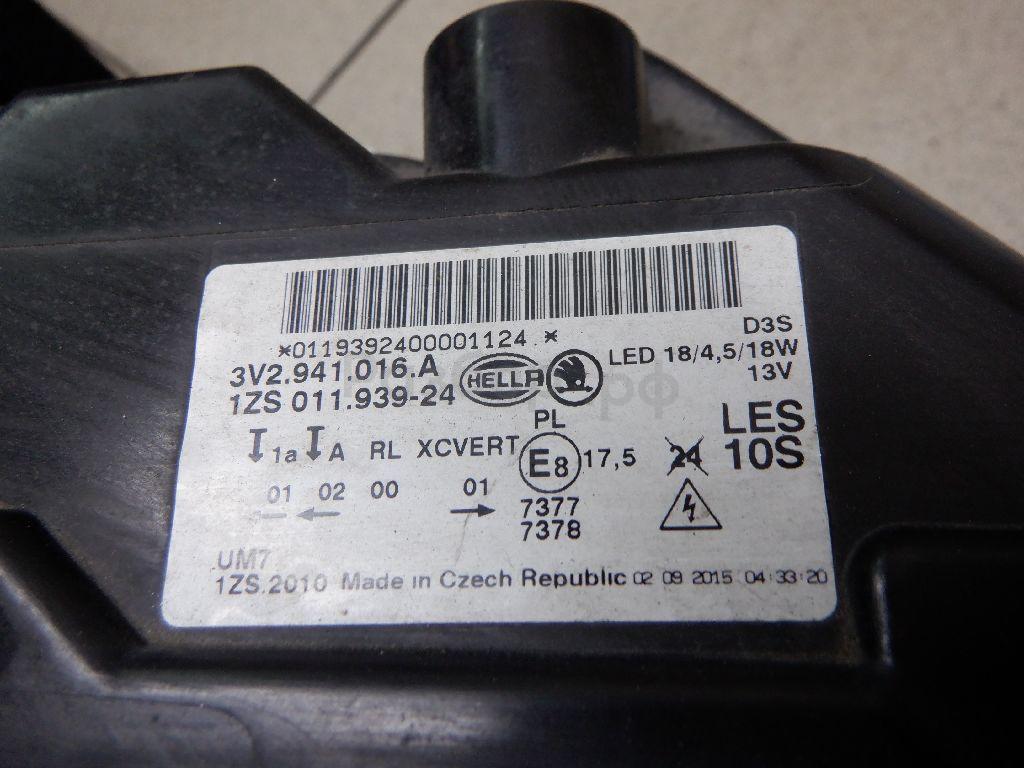 *0119392400001124 *
D3S
3V2.941.016.A
HELLA
LED 18/4,5/18W
1ZS 011.939-24
13V
PL
LES
1a A RL XCVERT E8 17,5 24 10S
01 02 00 01
7377
7378
UM7
1ZS.2010 Made in Czech Republic 02 09 2015 04:33:20